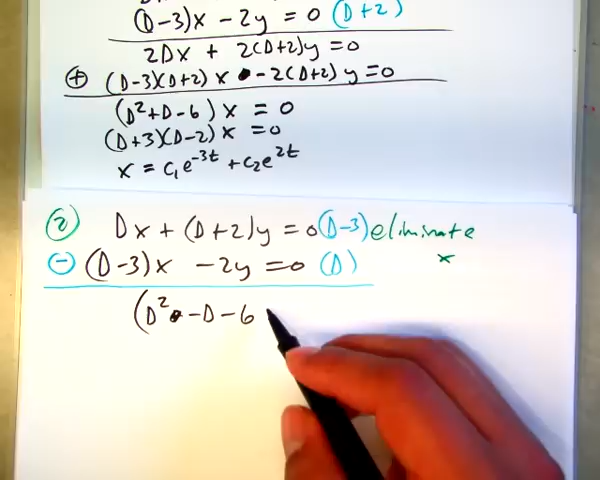 (D-3)x - 2y = 0 (D+2)
2Dx + 2(D+2)y = 0
⊕ (D-3)(D+2) x - 2(D+2) y = 0
(D²+D-6) x = 0
(D+3)(D-2) x = 0
x = c₁e^-3t + c₂e^2t
② Dx + (D+2)y = 0 (D-3) eliminate
⊖ (D-3)x - 2y = 0 (D) x
(D² - D - 6